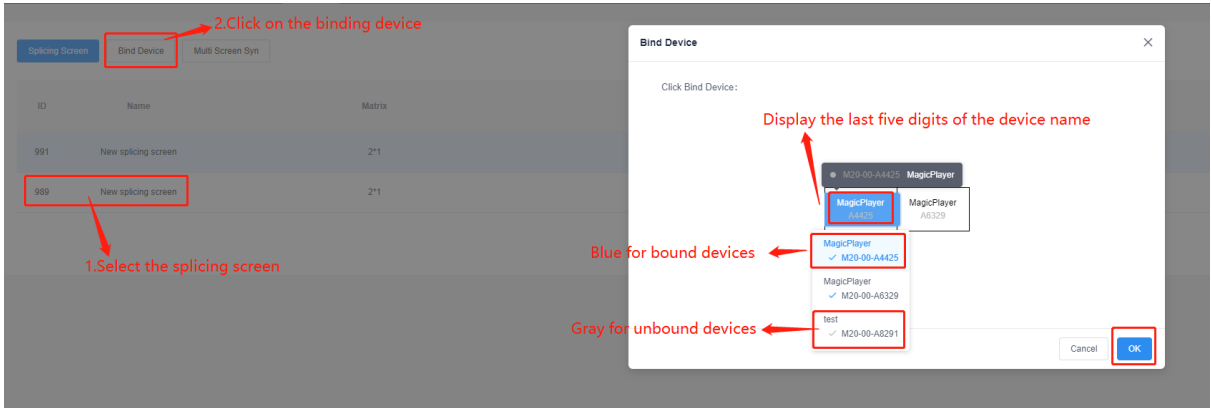 2.Click on the binding device
Splicing Screen Bind Device Multi Screen Syn
ID Name Matrix
991 New splicing screen 2*1
989 New splicing screen 2*1
1.Select the splicing screen
Bind Device
Click Bind Device:
Display the last five digits of the device name
M20-00-A4425 MagicPlayer
MagicPlayer MagicPlayer
A4425 A6329
Blue for bound devices
MagicPlayer
M20-00-A4425
MagicPlayer
M20-00-A6329
Gray for unbound devices
test
M20-00-A8291
Cancel OK